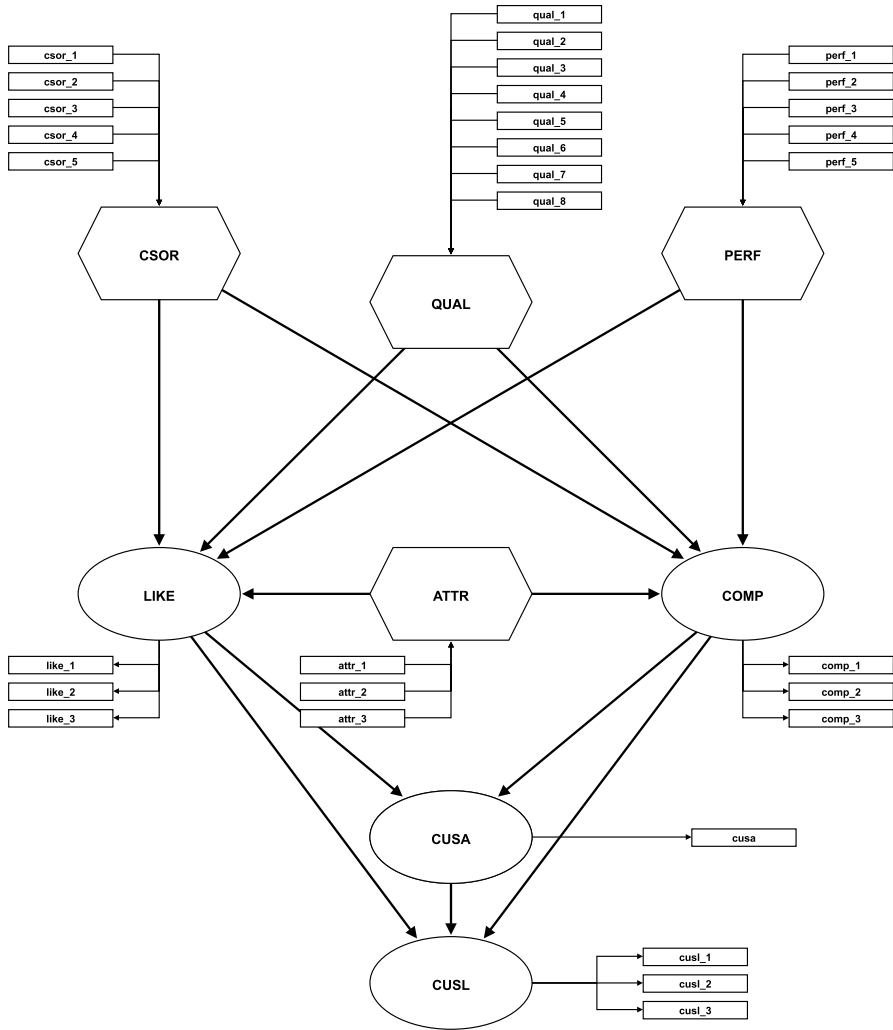 qual_1
qual_2
qual_3
qual_4
qual_5
qual_6
qual_7
qual_8
csor_1
csor_2
csor_3
csor_4
csor_5
perf_1
perf_2
perf_3
perf_4
perf_5
CSOR
QUAL
PERF
LIKE
ATTR
COMP
like_1
like_2
like_3
attr_1
attr_2
attr_3
comp_1
comp_2
comp_3
CUSA
cusa
CUSL
cusl_1
cusl_2
cusl_3